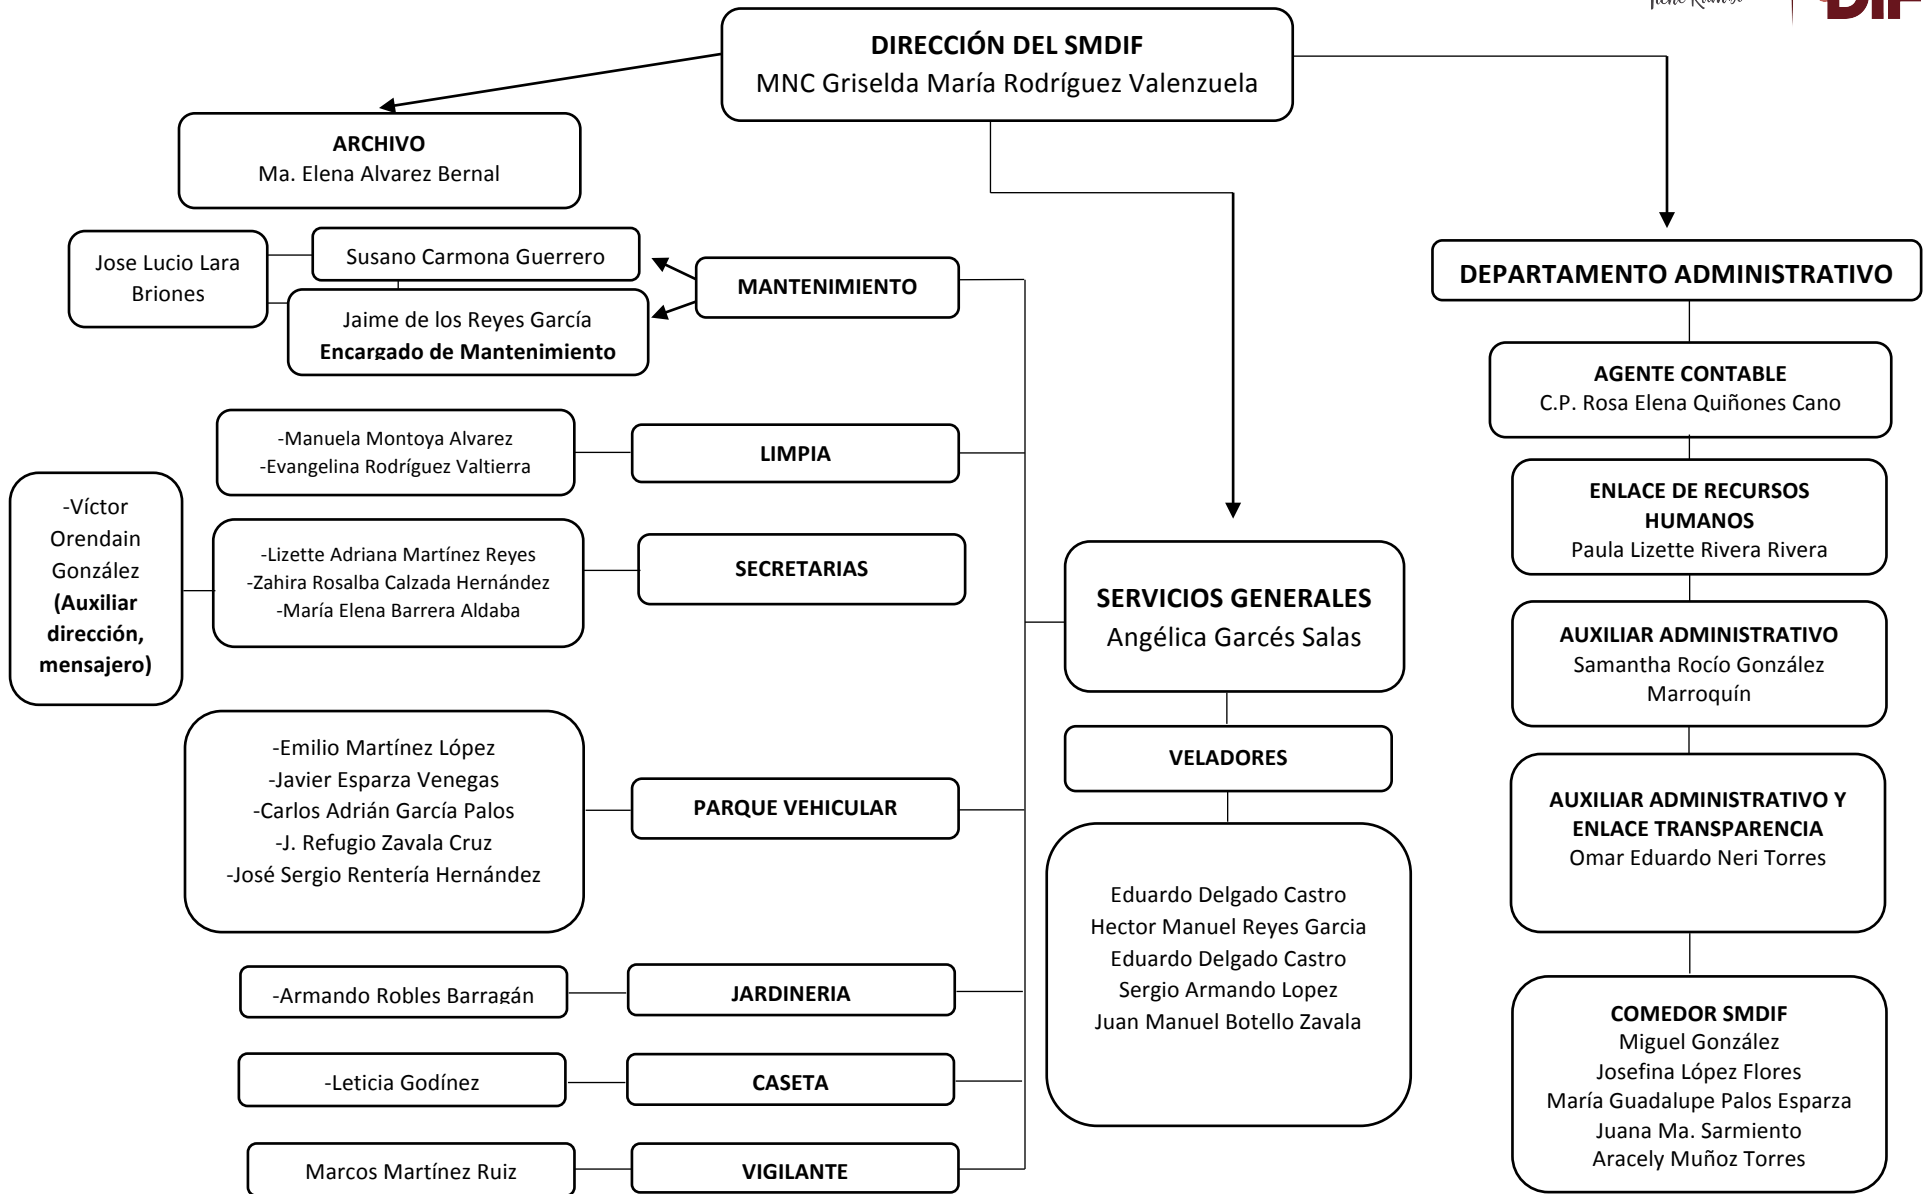 DIF
DIRECCIÓN DEL SMDIF
MNC Griselda María Rodríguez Valenzuela
ARCHIVO
Ma. Elena Alvarez Bernal
Jose Lucio Lara
Briones
Susano Carmona Guerrero
Jaime de los Reyes García
Encargado de Mantenimiento
MANTENIMIENTO
-Manuela Montoya Alvarez
-Evangelina Rodríguez Valtierra
LIMPIA
-Víctor
Orendain
González
(Auxiliar
dirección,
mensajero)
-Lizette Adriana Martínez Reyes
-Zahira Rosalba Calzada Hernández
-María Elena Barrera Aldaba
SECRETARIAS
-Emilio Martínez López
-Javier Esparza Venegas
-Carlos Adrián García Palos
-J. Refugio Zavala Cruz
-José Sergio Rentería Hernández
PARQUE VEHICULAR
-Armando Robles Barragán
JARDINERIA
-Leticia Godínez
CASETA
Marcos Martínez Ruiz
VIGILANTE
SERVICIOS GENERALES
Angélica Garcés Salas
VELADORES
Eduardo Delgado Castro
Hector Manuel Reyes Garcia
Eduardo Delgado Castro
Sergio Armando Lopez
Juan Manuel Botello Zavala
DEPARTAMENTO ADMINISTRATIVO
AGENTE CONTABLE
C.P. Rosa Elena Quiñones Cano
ENLACE DE RECURSOS
HUMANOS
Paula Lizette Rivera Rivera
AUXILIAR ADMINISTRATIVO
Samantha Rocío González
Marroquín
AUXILIAR ADMINISTRATIVO Y
ENLACE TRANSPARENCIA
Omar Eduardo Neri Torres
COMEDOR SMDIF
Miguel González
Josefina López Flores
María Guadalupe Palos Esparza
Juana Ma. Sarmiento
Aracely Muñoz Torres